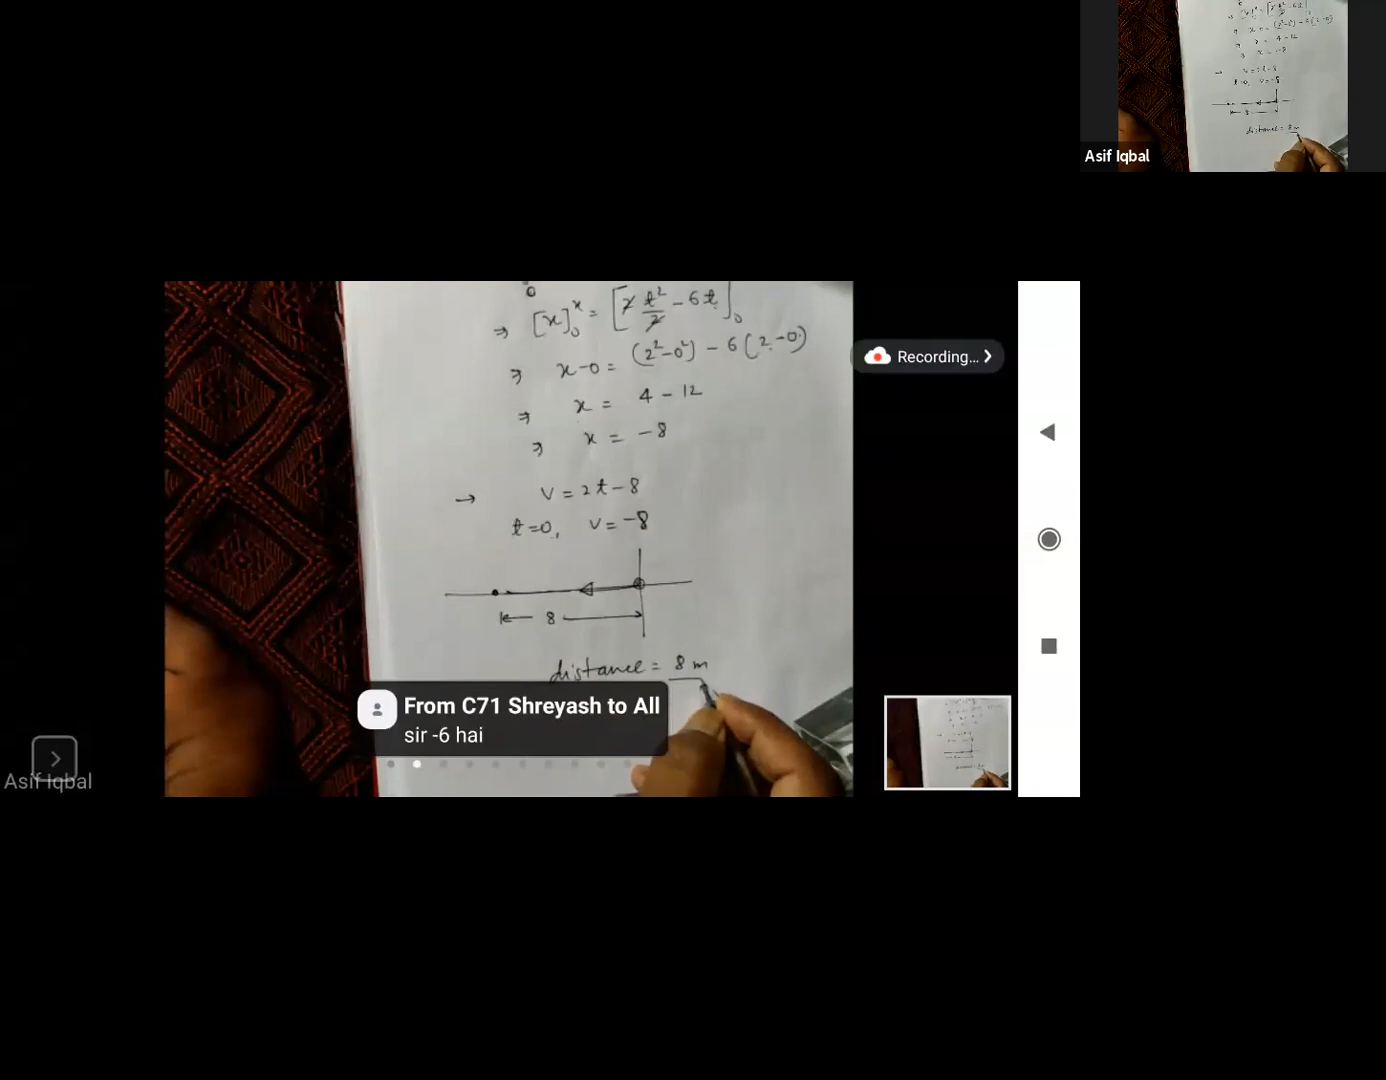 Asif Iqbal
0
⇒ [x]₀ˣ = [2 t²/2 - 6t]₀
⇒ x-0 = (2²-0²) - 6(2-0)
⇒ x = 4 - 12
⇒ x = -8
→ v = 2t-8
t=0, v=-8
8
distance = 8 m
Recording...
From C71 Shreyash to All
sir -6 hai
Asif Iqbal